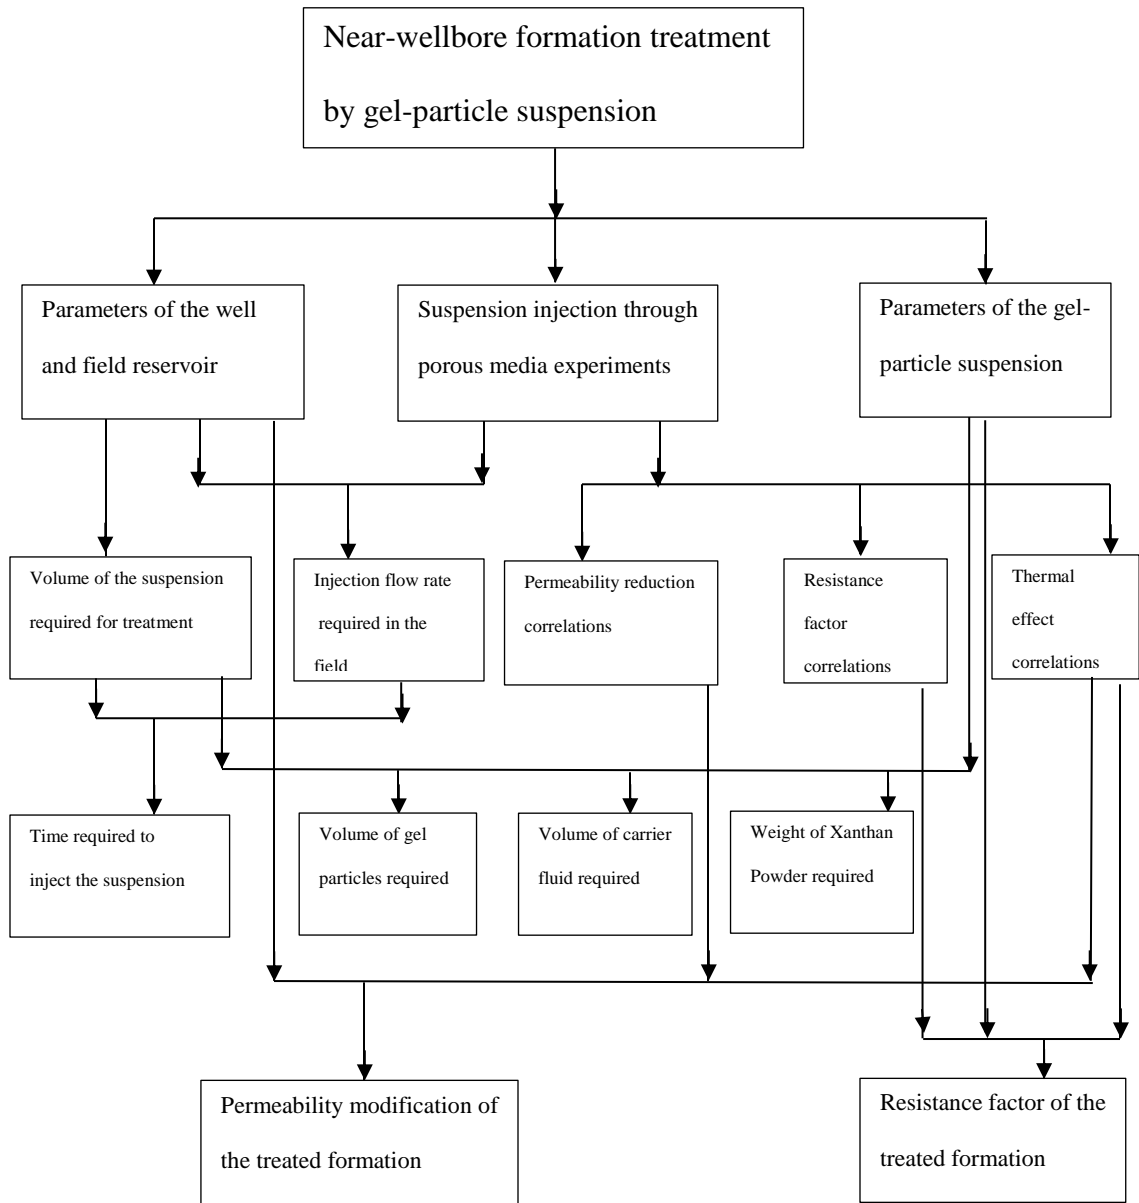 Near-wellbore formation treatment
by gel-particle suspension
Parameters of the well
and field reservoir
Suspension injection through
porous media experiments
Parameters of the gel-
particle suspension
Volume of the suspension
required for treatment
Injection flow rate
required in the
field
Permeability reduction
correlations
Resistance
factor
correlations
Thermal
effect
correlations
Time required to
inject the suspension
Volume of gel
particles required
Volume of carrier
fluid required
Weight of Xanthan
Powder required
Permeability modification of
the treated formation
Resistance factor of the
treated formation